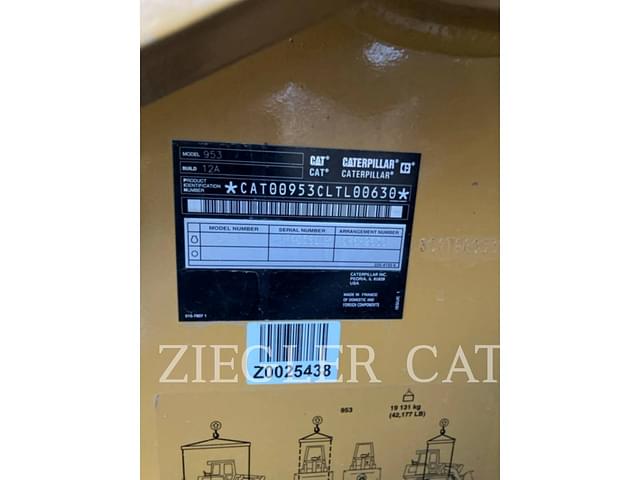 MODEL 953
BUILD 12A
CAT CATERPILLAR C
CAT® CATERPILLAR®
PRODUCT IDENTIFICATION NUMBER *CAT00953CLTL00630*
MODEL NUMBER SERIAL NUMBER ARRANGEMENT NUMBER
CATERPILLAR INC.
PEORIA, IL 61629
USA
MADE IN FRANCE
OF DOMESTIC AND
FOREIGN COMPONENTS
Z0025438
ZIEGLER CAT
953
19 131 kg
(42,177 LB)